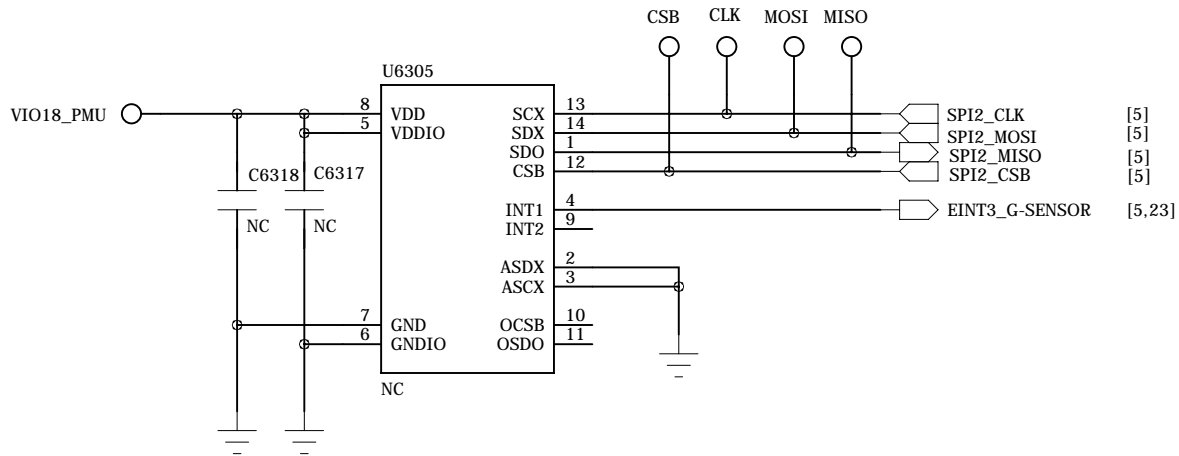 CSB CLK MOSI MISO
U6305
VIO18_PMU 8 VDD SCX 13 SPI2_CLK [5]
5 VDDIO SDX 14 SPI2_MOSI [5]
SDO 1 SPI2_MISO [5]
C6318 C6317 CSB 12 SPI2_CSB [5]
NC NC INT1 4 EINT3_G-SENSOR [5,23]
INT2 9
ASDX 2
ASCX 3
7 GND OCSB 10
6 GNDIO OSDO 11
NC